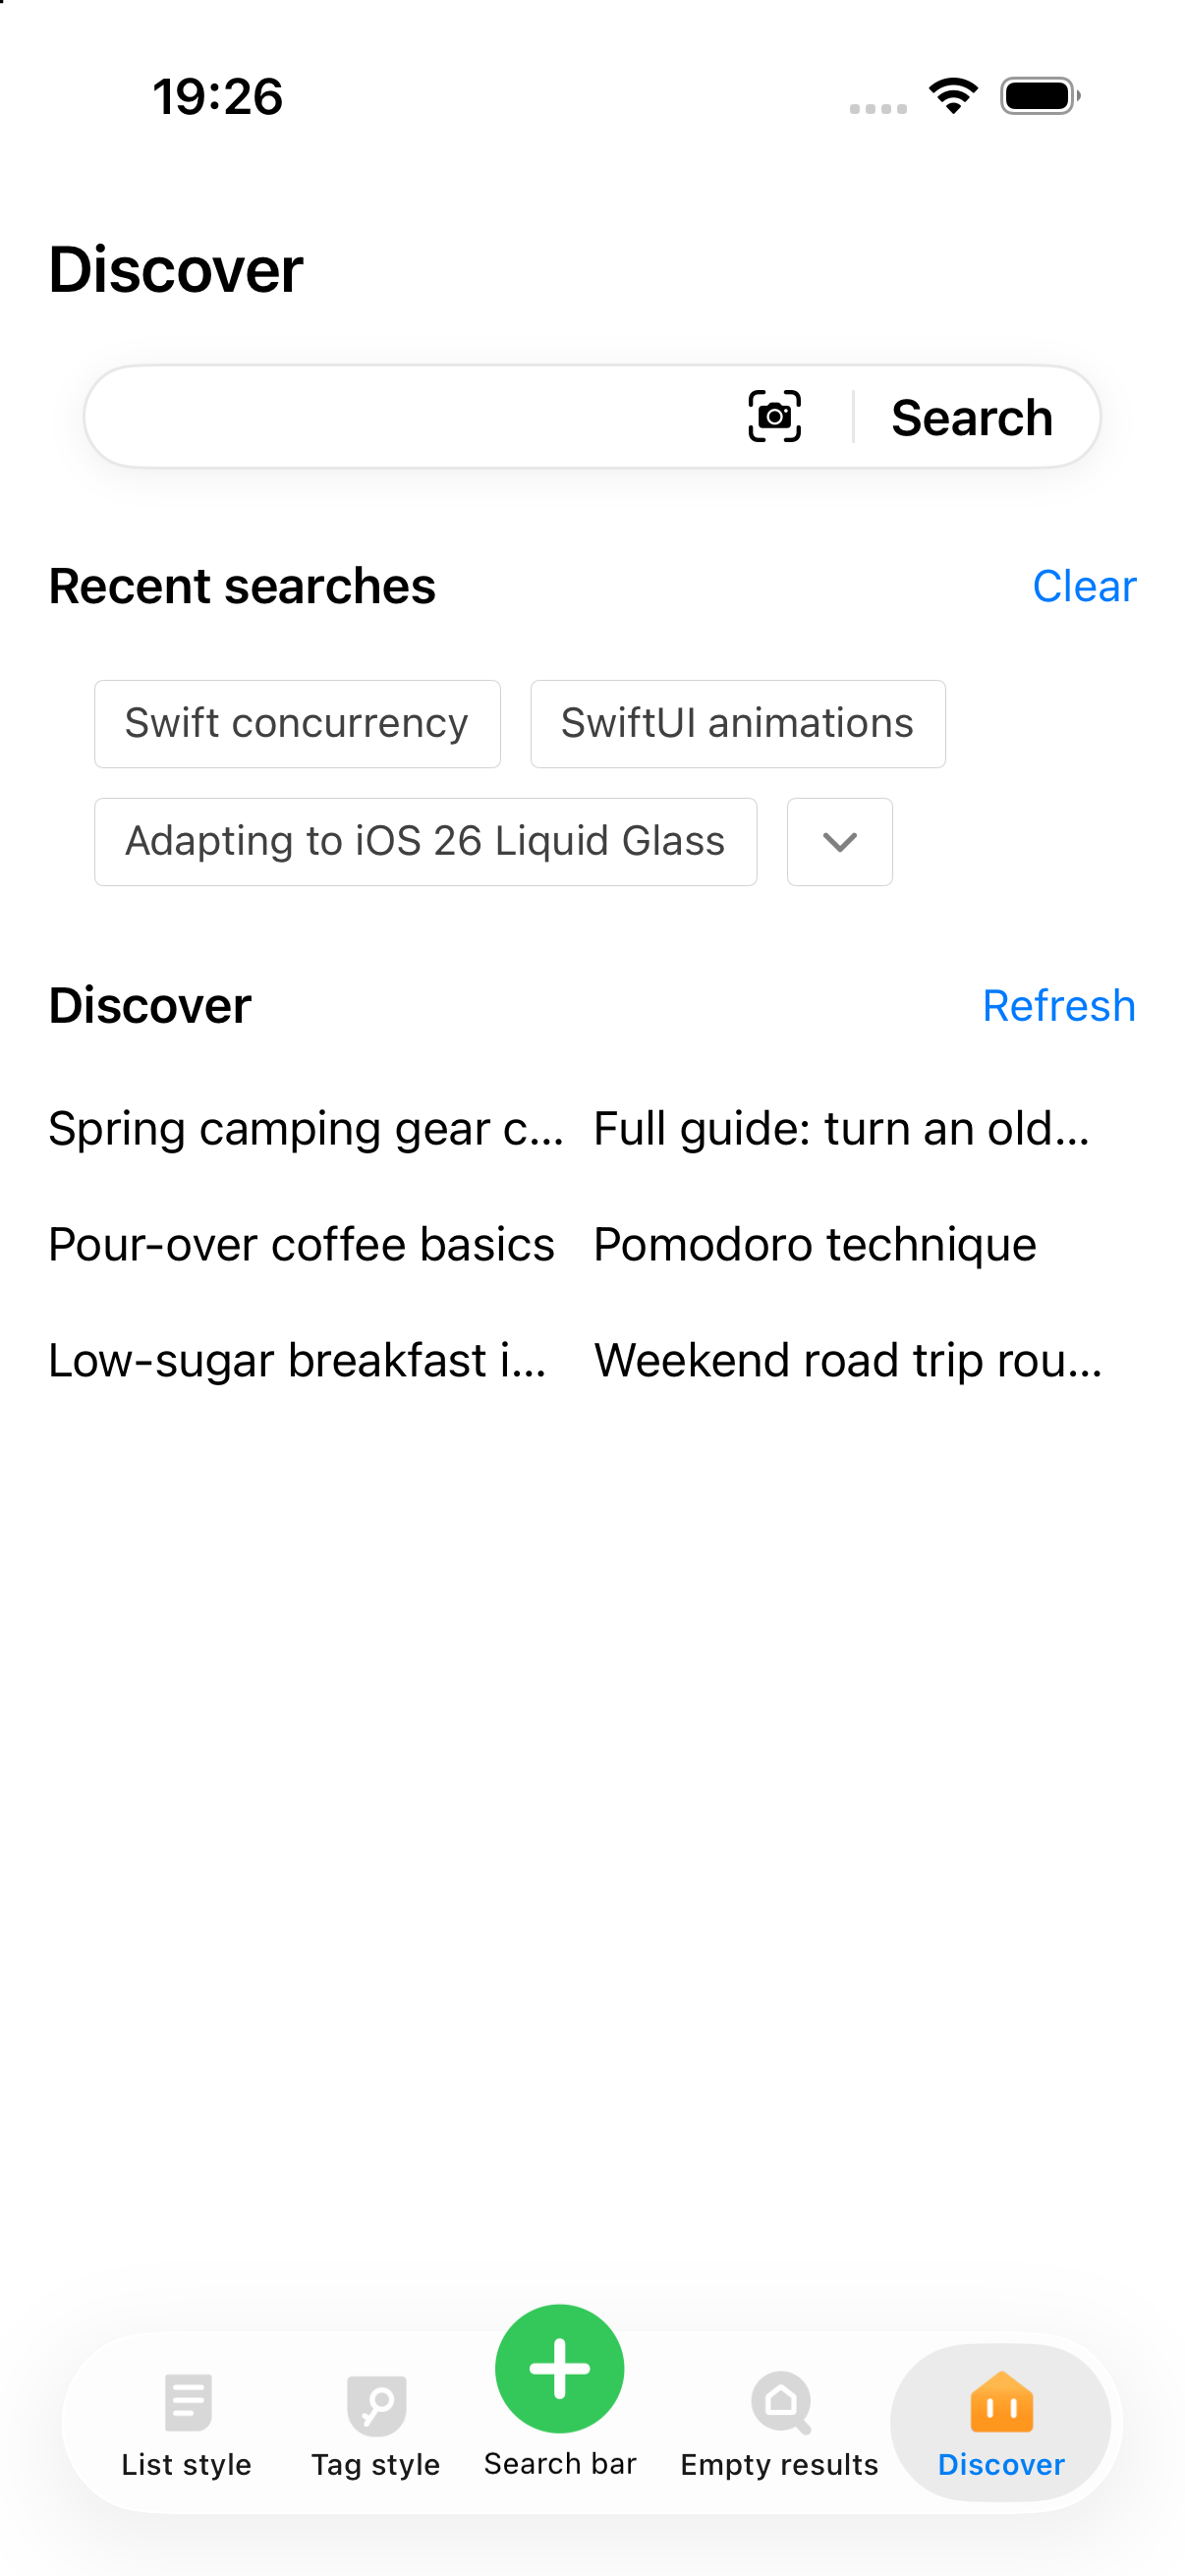 19:26
Discover
Search
Recent searches
Clear
Swift concurrency
SwiftUI animations
Adapting to iOS 26 Liquid Glass
Discover
Refresh
Spring camping gear c...
Full guide: turn an old...
Pour-over coffee basics
Pomodoro technique
Low-sugar breakfast i...
Weekend road trip rou...
List style
Tag style
Search bar
Empty results
Discover